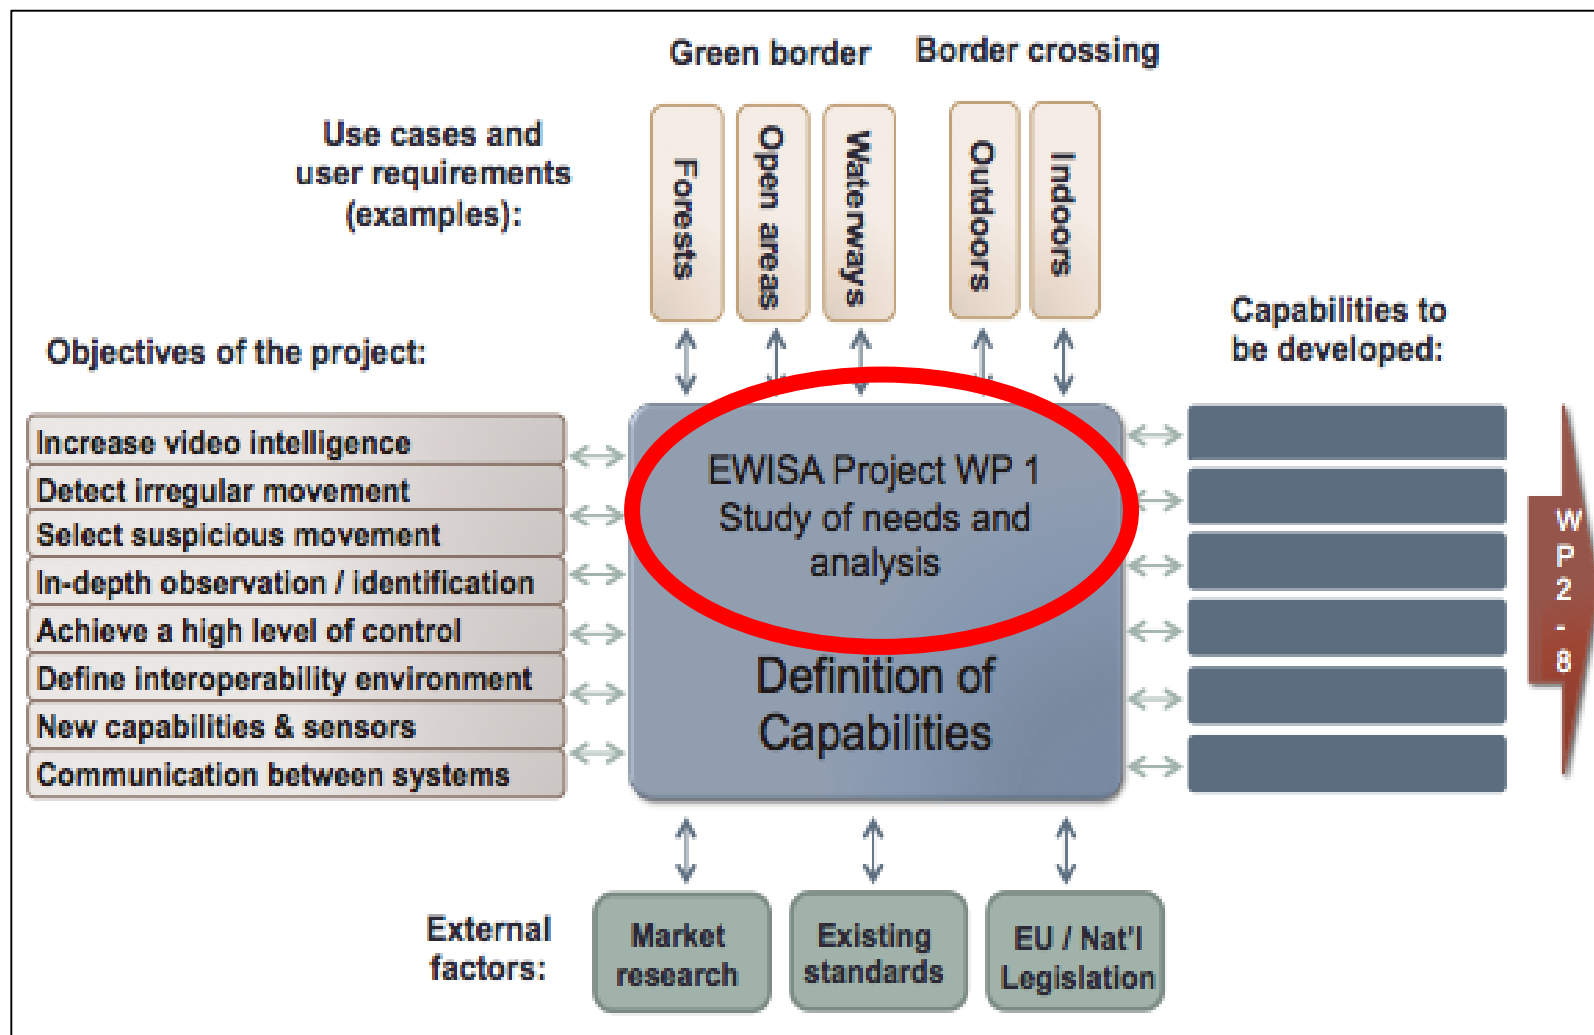 Green border
Border crossing
Use cases and
user requirements
(examples):
Forests
Open areas
Waterways
Outdoors
Indoors
Objectives of the project:
Capabilities to
be developed:
Increase video intelligence
Detect irregular movement
Select suspicious movement
In-depth observation / identification
Achieve a high level of control
Define interoperability environment
New capabilities & sensors
Communication between systems
EWISA Project WP 1
Study of needs and
analysis
Definition of
Capabilities
W
P
2
-
8
External
factors:
Market
research
Existing
standards
EU / Nat'l
Legislation